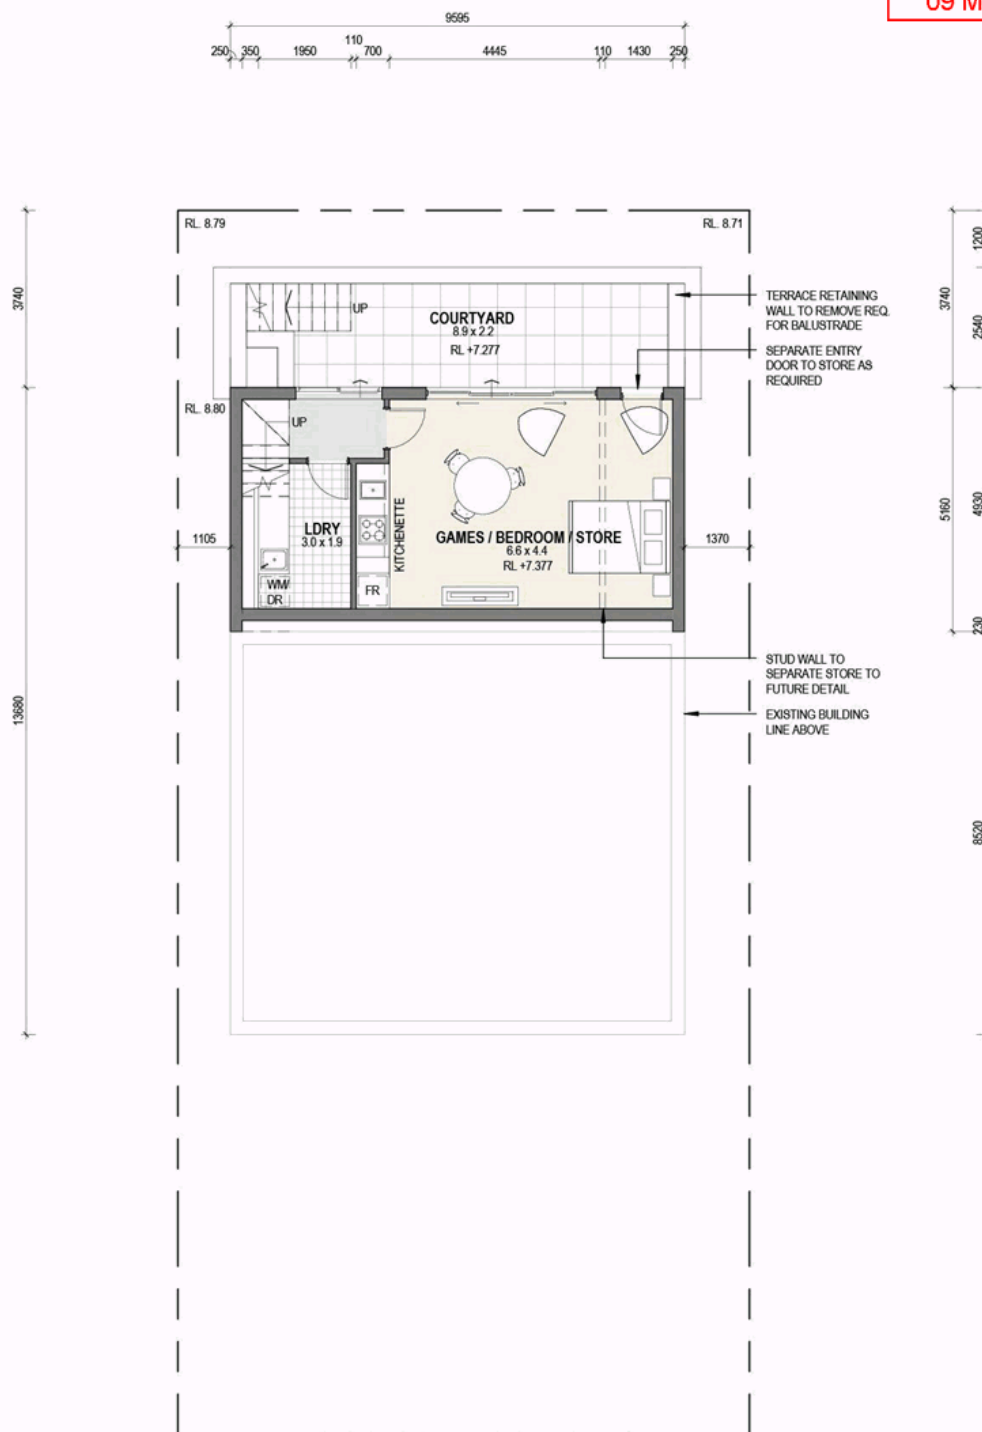 09 M
9595
110
250
350
1950
700
4445
110
1430
250
RL. 8.79
RL. 8.71
3740
3740
1200
2540
UP
COURTYARD
8.9 x 2.2
RL +7.277
TERRACE RETAINING
WALL TO REMOVE REQ.
FOR BALUSTRADE
SEPARATE ENTRY
DOOR TO STORE AS
REQUIRED
RL. 8.80
UP
KITCHENETTE
LDRY
3.0 x 1.9
GAMES / BEDROOM / STORE
6.6 x 4.4
RL +7.377
1105
1370
5160
4930
WM/
DR
FR
230
STUD WALL TO
SEPARATE STORE TO
FUTURE DETAIL
EXISTING BUILDING
LINE ABOVE
13680
8520